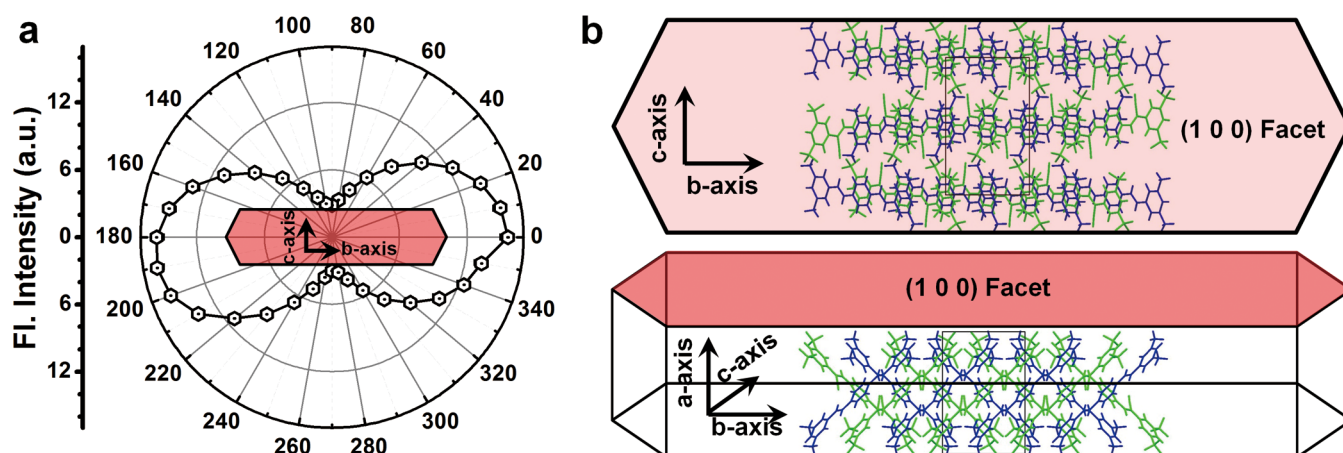 a
Fl. Intensity (a.u.)
12
6
0
6
12
100
80
120
60
140
40
160
20
180
0
200
340
220
320
240
300
260
280
c-axis
b-axis
b
c-axis
b-axis
(1 0 0) Facet
(1 0 0) Facet
a-axis
c-axis
b-axis